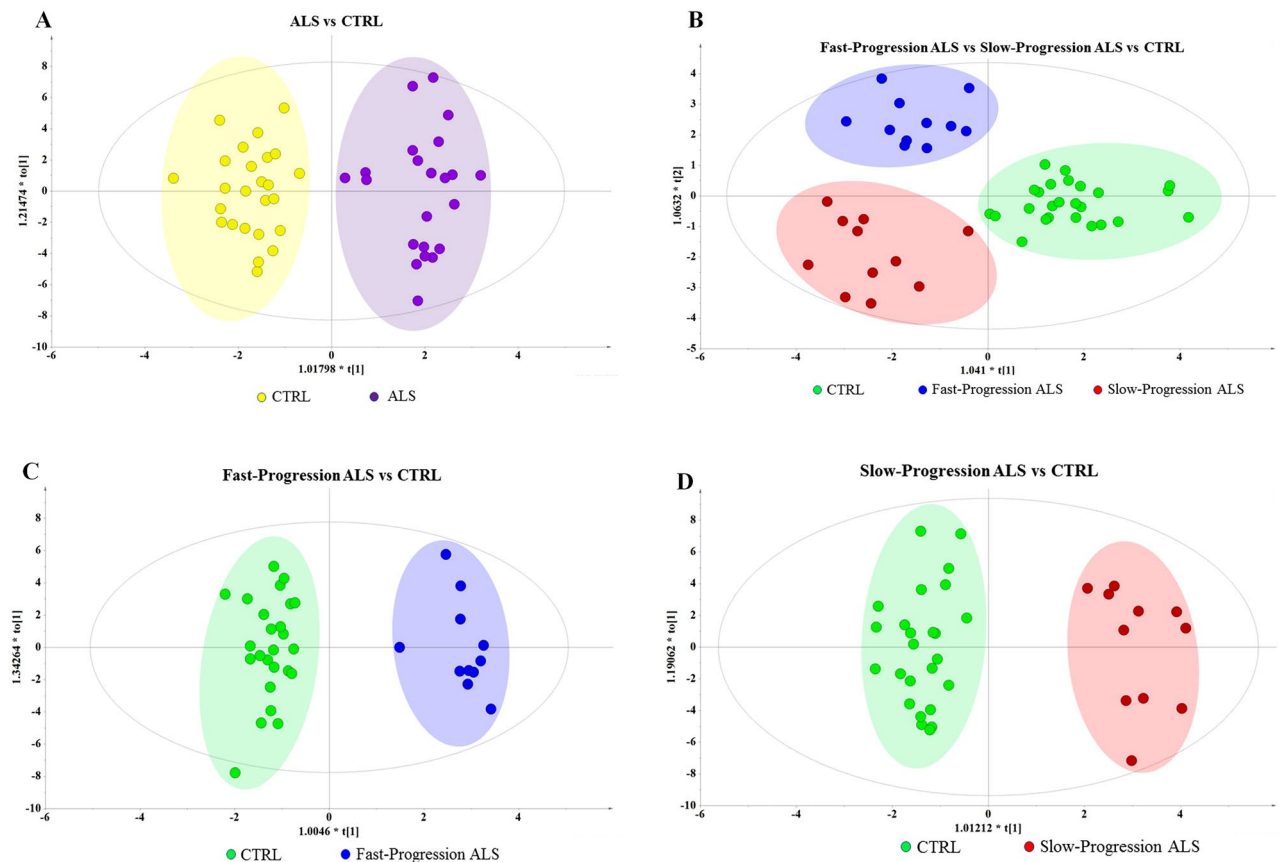 A
ALS vs CTRL
1.21474 * to[1]
8
6
4
2
0
-2
-4
-6
-8
-10
-6
-4
-2
0
2
4
1.01798 * t[1]
CTRL
ALS
B
Fast-Progression ALS vs Slow-Progression ALS vs CTRL
1.0632 * t[2]
4
3
2
1
0
-1
-2
-3
-4
-5
-6
-4
-2
0
2
4
6
1.041 * t[1]
CTRL
Fast-Progression ALS
Slow-Progression ALS
C
Fast-Progression ALS vs CTRL
1.34264 * to[1]
8
6
4
2
0
-2
-4
-6
-8
-10
-6
-4
-2
0
2
4
6
1.0046 * t[1]
CTRL
Fast-Progression ALS
D
Slow-Progression ALS vs CTRL
1.19062 * to[1]
8
6
4
2
0
-2
-4
-6
-8
-10
-6
-4
-2
0
2
4
6
1.01212 * t[1]
CTRL
Slow-Progression ALS